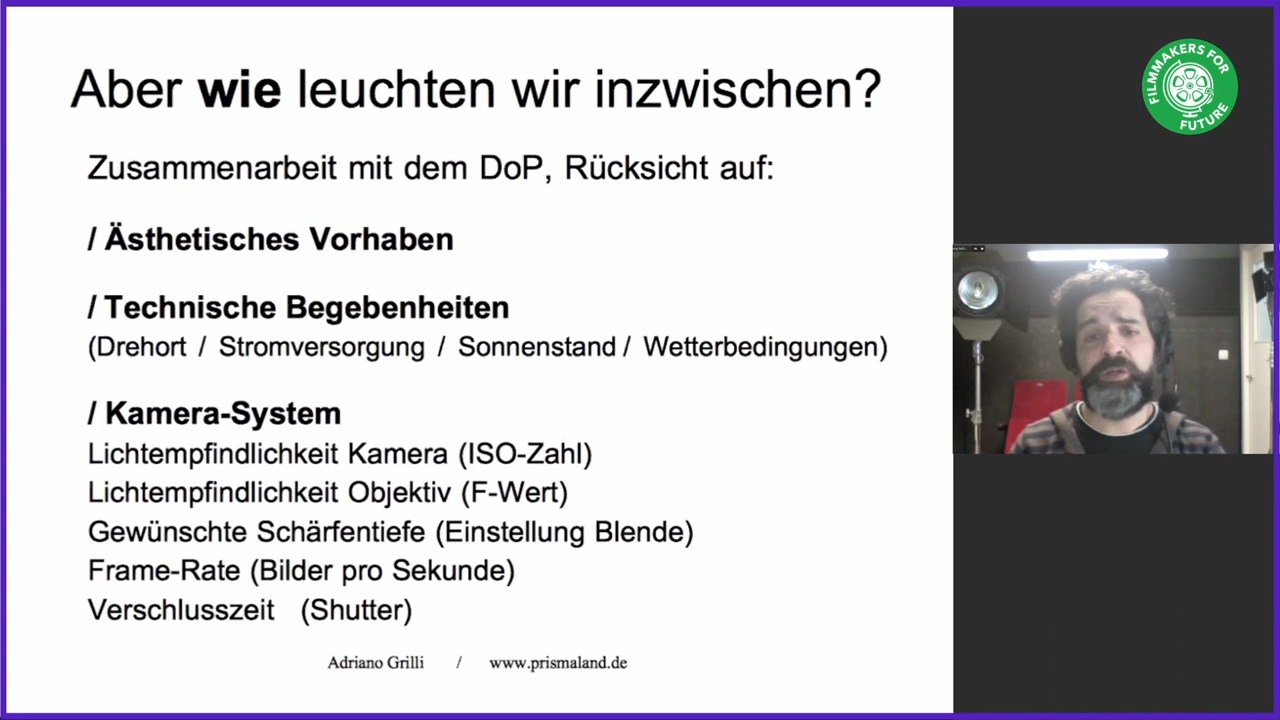 Aber wie leuchten wir inzwischen?
Zusammenarbeit mit dem DoP, Rücksicht auf:
/ Ästhetisches Vorhaben
/ Technische Begebenheiten
(Drehort / Stromversorgung / Sonnenstand / Wetterbedingungen)
/ Kamera-System
Lichtempfindlichkeit Kamera (ISO-Zahl)
Lichtempfindlichkeit Objektiv (F-Wert)
Gewünschte Schärfentiefe (Einstellung Blende)
Frame-Rate (Bilder pro Sekunde)
Verschlusszeit (Shutter)
Adriano Grilli / www.prismaland.de
FILMMAKERS FOR
FUTURE